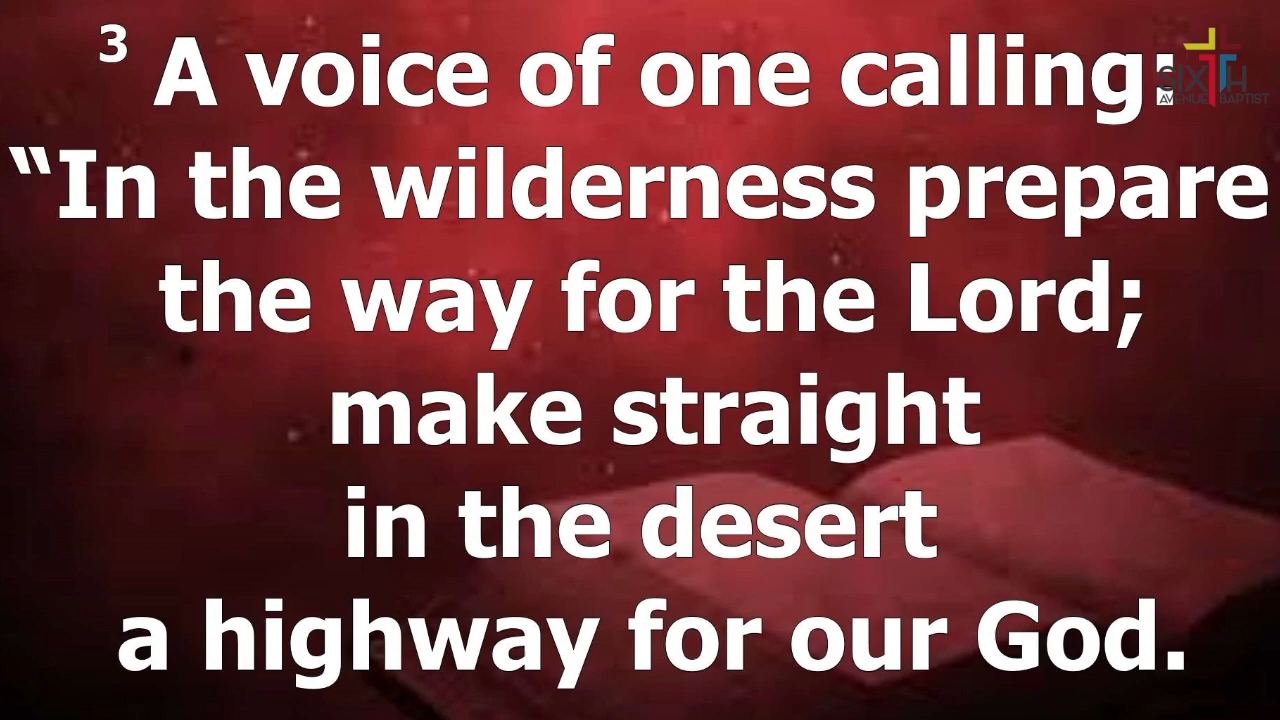 3 A voice of one calling:
“In the wilderness prepare
the way for the Lord;
make straight
in the desert
a highway for our God.
SIXTH
AVENUE BAPTIST